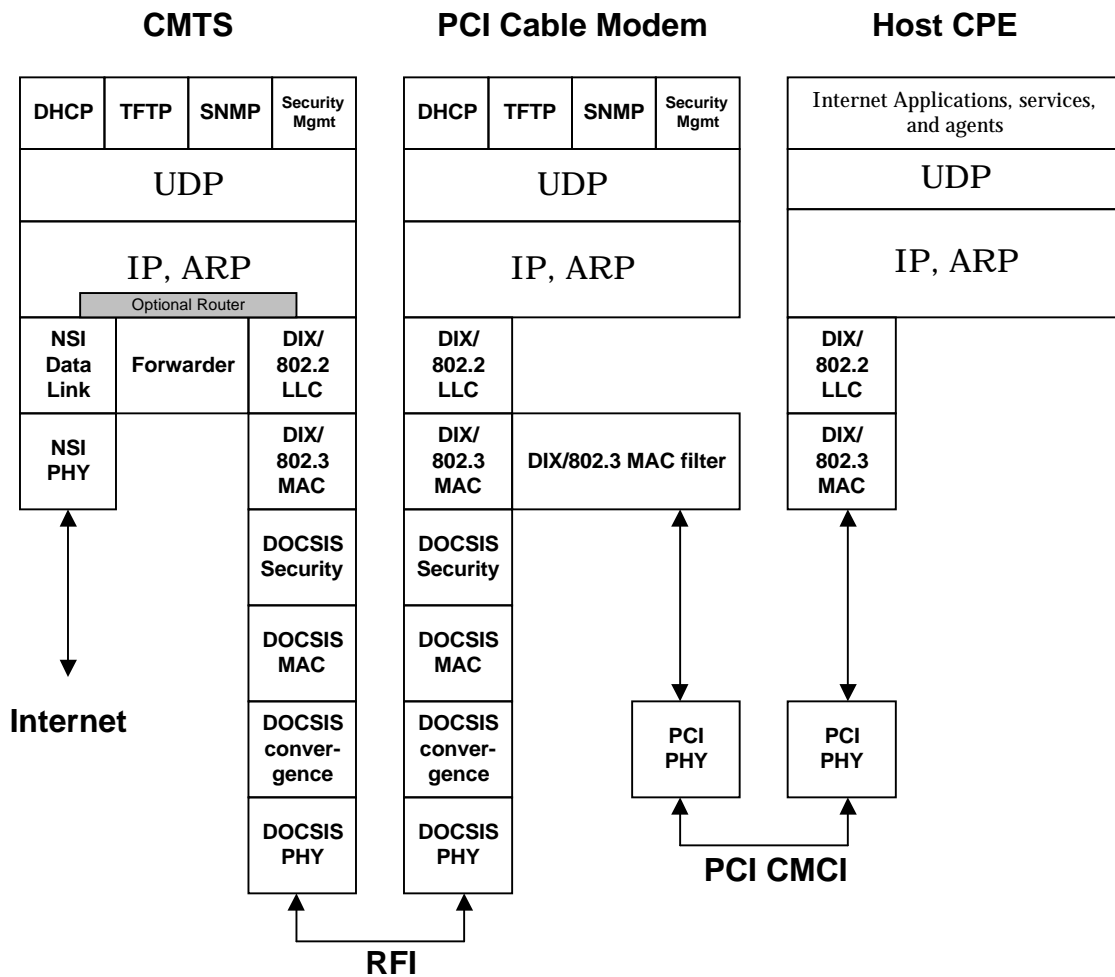 CMTS
PCI Cable Modem
Host CPE
DHCP
TFTP
SNMP
Security
Mgmt
UDP
IP, ARP
Optional Router
NSI
Data
Link
Forwarder
DIX/
802.2
LLC
NSI
PHY
DIX/
802.3
MAC
DOCSIS
Security
DOCSIS
MAC
DOCSIS
conver-
gence
DOCSIS
PHY
Internet
DHCP
TFTP
SNMP
Security
Mgmt
UDP
IP, ARP
DIX/
802.2
LLC
DIX/
802.3
MAC
DIX/802.3 MAC filter
DOCSIS
Security
DOCSIS
MAC
DOCSIS
conver-
gence
DOCSIS
PHY
PCI
PHY
Internet Applications, services,
and agents
UDP
IP, ARP
DIX/
802.2
LLC
DIX/
802.3
MAC
PCI
PHY
PCI CMCI
RFI